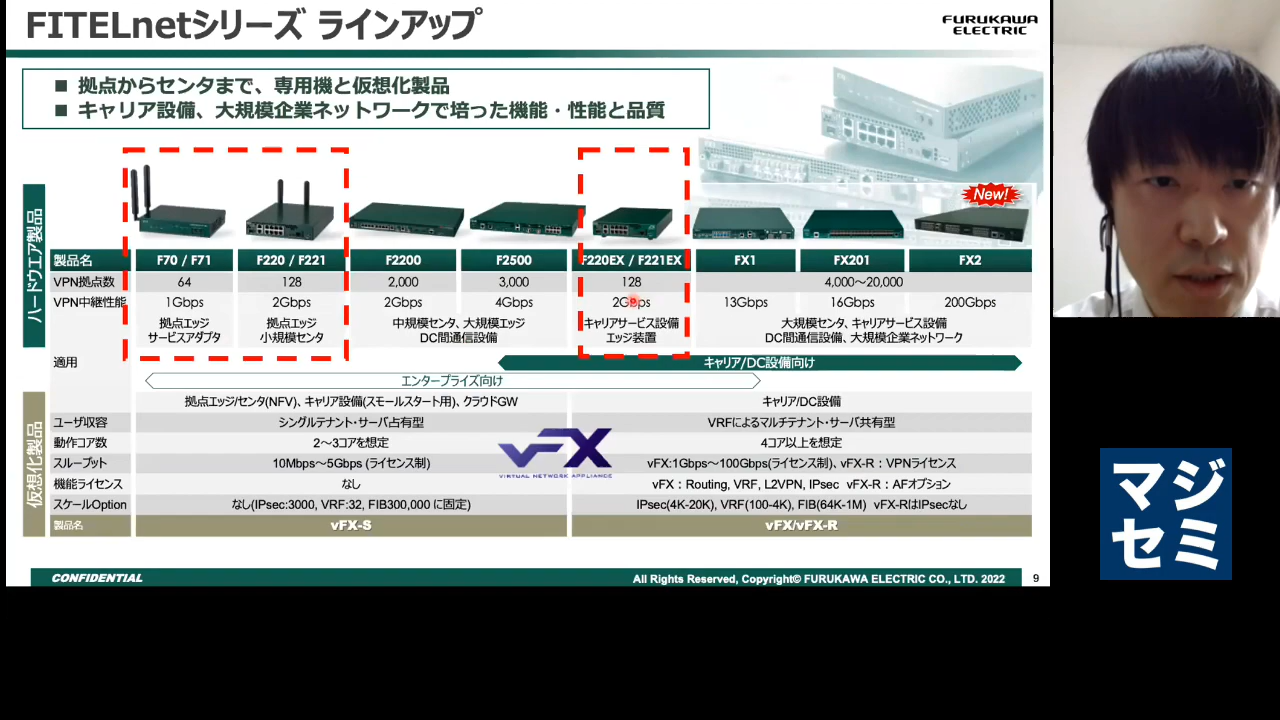 FITELnetシリーズ ラインアップ
FURUKAWA
ELECTRIC
■ 拠点からセンタまで、専用機と仮想化製品
■ キャリア設備、大規模企業ネットワークで培った機能・性能と品質
New!
ハードウエア製品
製品名 F70 / F71 F220 / F221 F2200 F2500 F220EX / F221EX FX1 FX201 FX2
VPN拠点数 64 128 2,000 3,000 128 4,000~20,000
VPN中継性能 1Gbps 2Gbps 2Gbps 4Gbps 2Gbps 13Gbps 16Gbps 200Gbps
拠点エッジ 拠点エッジ 中規模センタ、大規模エッジ キャリアサービス設備 大規模センタ、キャリアサービス設備
サービスアダプタ 小規模センタ DC間通信設備 エッジ装置 DC間通信設備、大規模企業ネットワーク
適用 キャリア/DC設備向け
エンタープライズ向け
仮想化製品
拠点エッジ/センタ(NFV)、キャリア設備(スモールスタート用)、クラウドGW キャリア/DC設備
ユーザ収容 シングルテナント・サーバ占有型 VRFによるマルチテナント・サーバ共有型
動作コア数 2~3コアを想定 4コア以上を想定
スループット 10Mbps~5Gbps (ライセンス制) vFX:1Gbps~100Gbps(ライセンス制)、vFX-R:VPNライセンス
機能ライセンス なし vFX:Routing, VRF, L2VPN, IPsec vFX-R:AFオプション
スケールOption なし(IPsec:3000, VRF:32, FIB300,000 に固定) IPsec(4K-20K), VRF(100-4K), FIB(64K-1M) vFX-RはIPsecなし
製品名 vFX-S vFX/vFX-R
vFX
VIRTUAL NETWORK APPLIANCE
CONFIDENTIAL All Rights Reserved, Copyright© FURUKAWA ELECTRIC CO., LTD. 2022 9
マジ
セミ